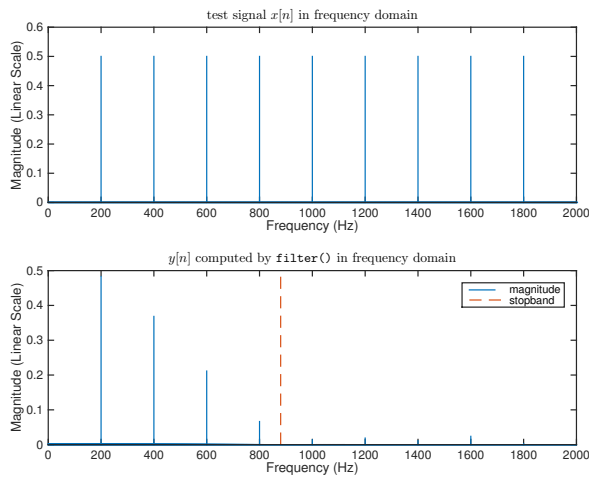 test signal x[n] in frequency domain
0.6
0.5
0.4
0.3
0.2
0.1
0
Magnitude (Linear Scale)
0 200 400 600 800 1000 1200 1400 1600 1800 2000
Frequency (Hz)
y[n] computed by filter() in frequency domain
0.5
0.4
0.3
0.2
0.1
0
Magnitude (Linear Scale)
magnitude
stopband
0 200 400 600 800 1000 1200 1400 1600 1800 2000
Frequency (Hz)